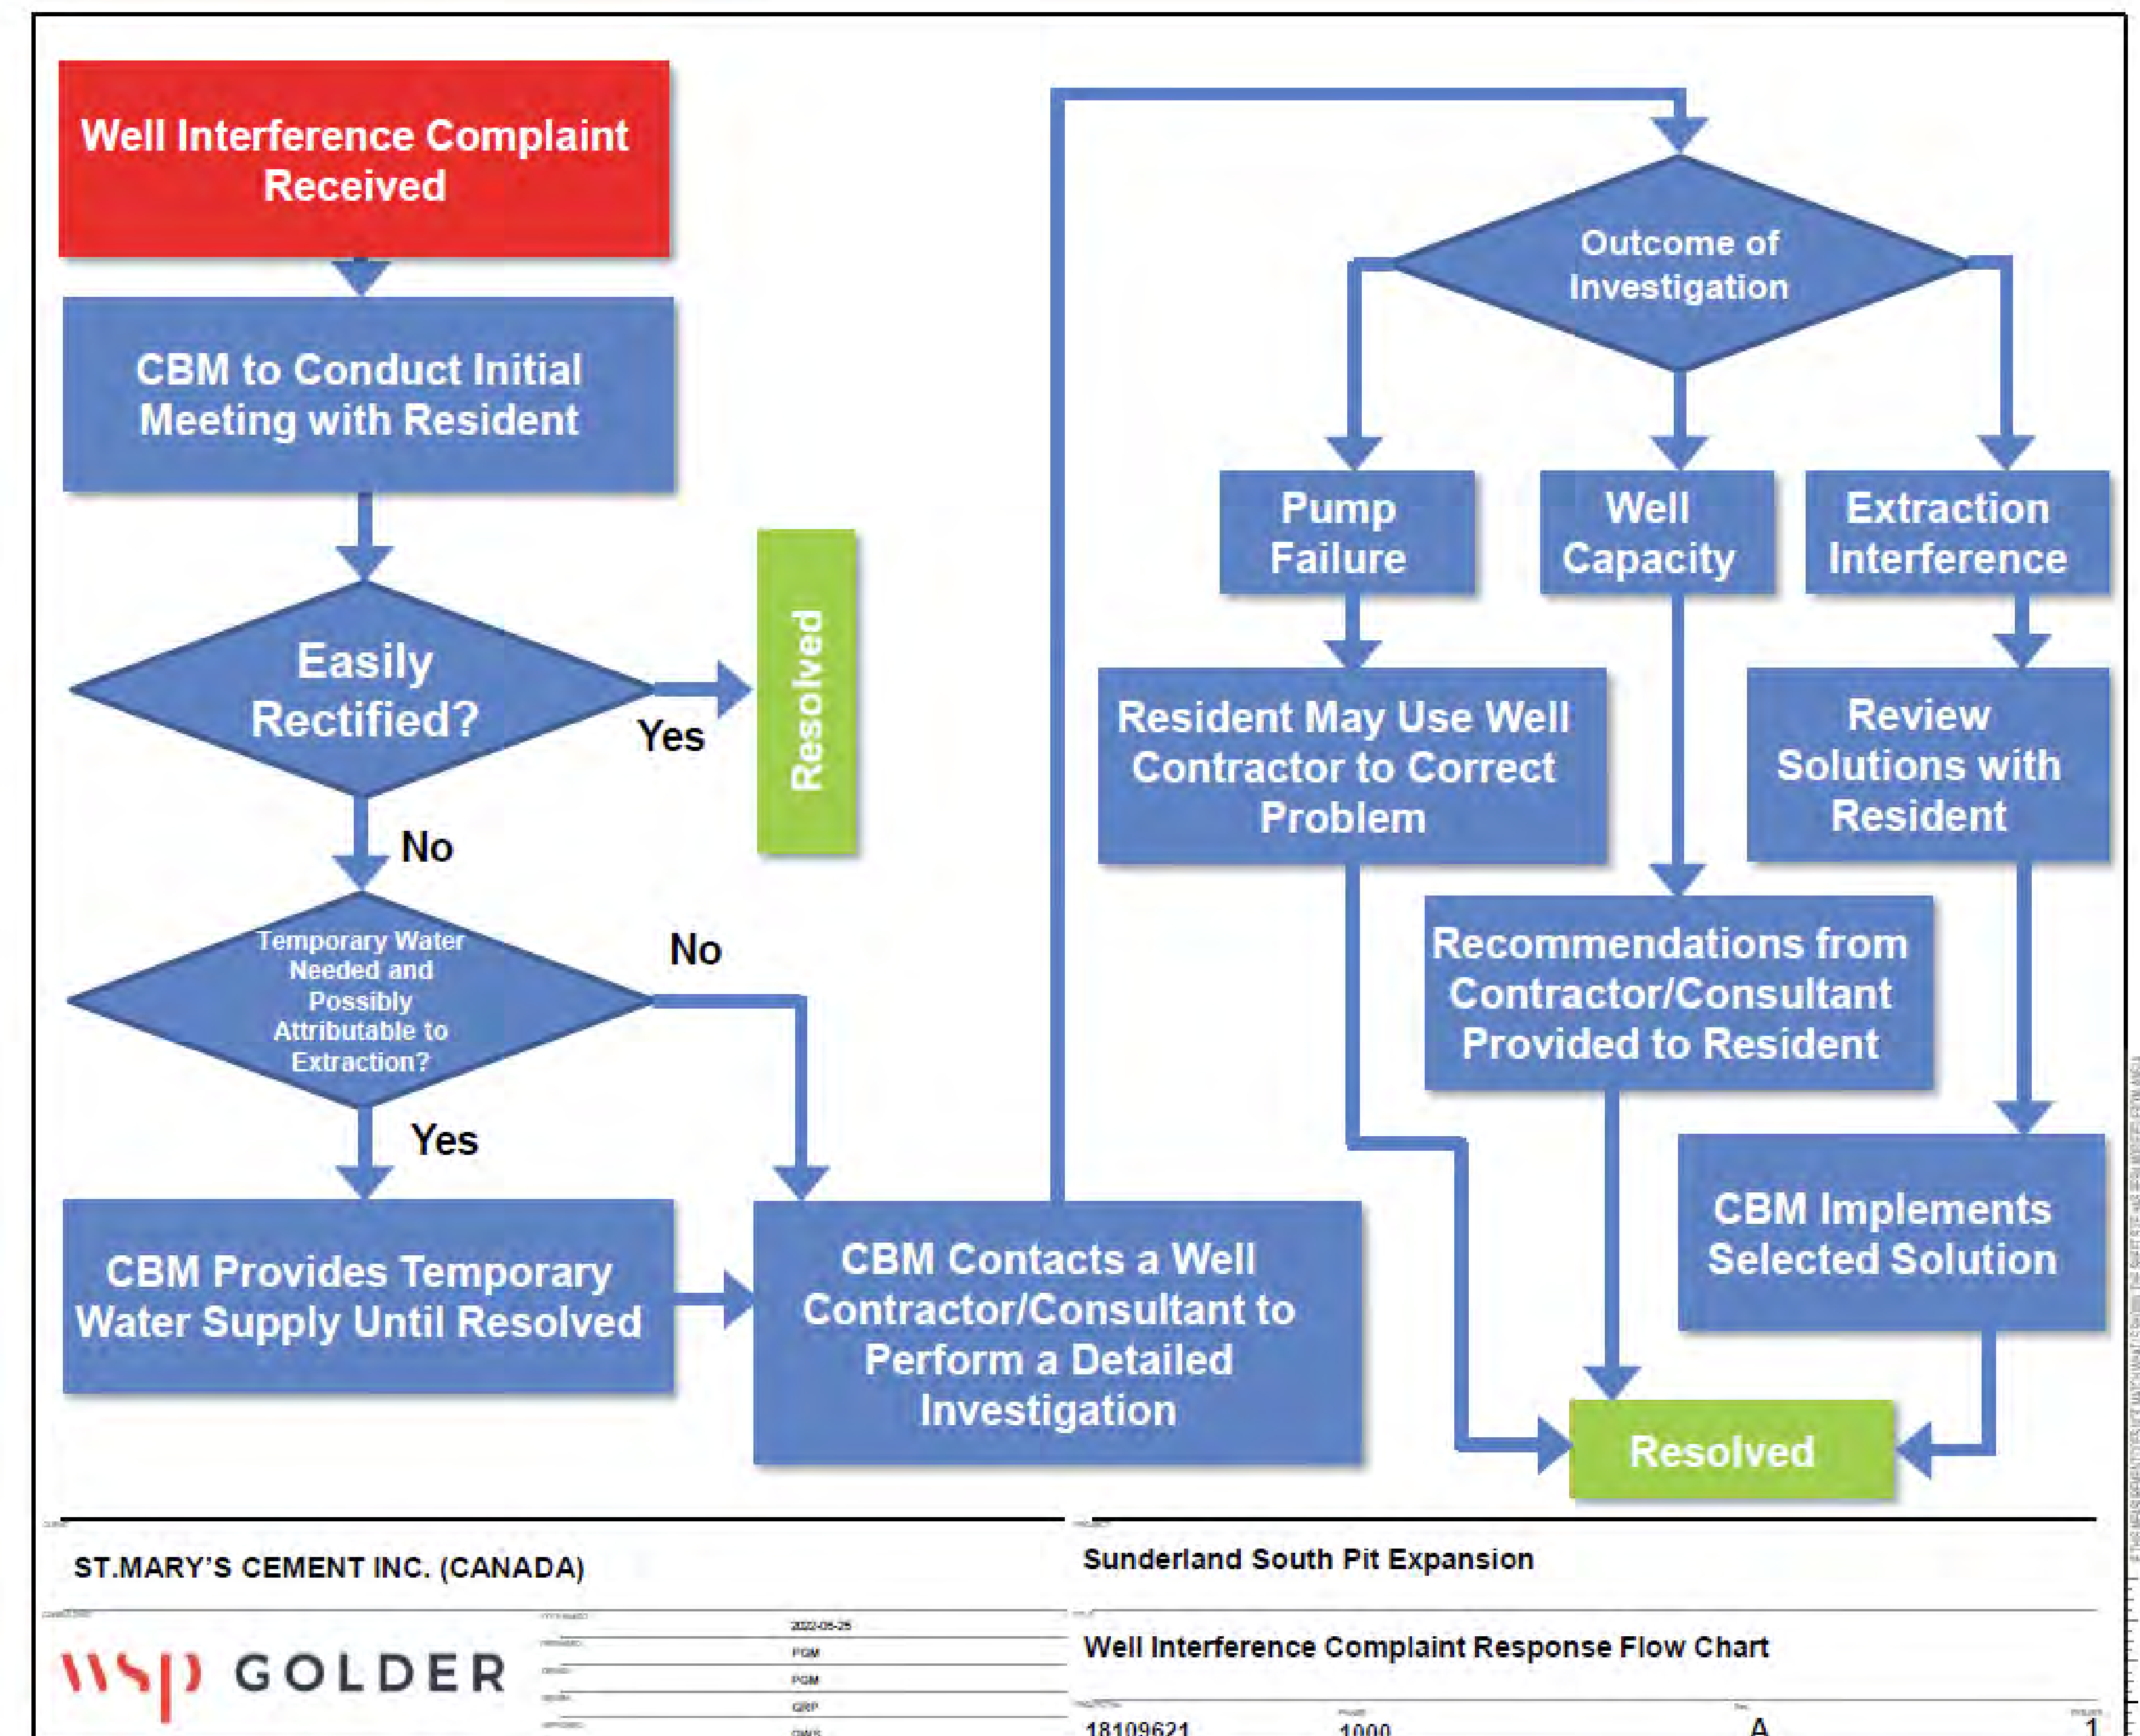 Well Interference Complaint
Received
CBM to Conduct Initial
Meeting with Resident
Easily
Rectified?
Yes
Resolved
No
Temporary Water
Needed and
Possibly
Attributable to
Extraction?
No
Yes
CBM Provides Temporary
Water Supply Until Resolved
CBM Contacts a Well
Contractor/Consultant to
Perform a Detailed
Investigation
Outcome of
Investigation
Pump
Failure
Well
Capacity
Extraction
Interference
Resident May Use Well
Contractor to Correct
Problem
Review
Solutions with
Resident
Recommendations from
Contractor/Consultant
Provided to Resident
CBM Implements
Selected Solution
Resolved
ST.MARY'S CEMENT INC. (CANADA)
Sunderland South Pit Expansion
wsp GOLDER
2022-05-25
PGM
PGM
GRP
Well Interference Complaint Response Flow Chart
18109621
1000
A
1